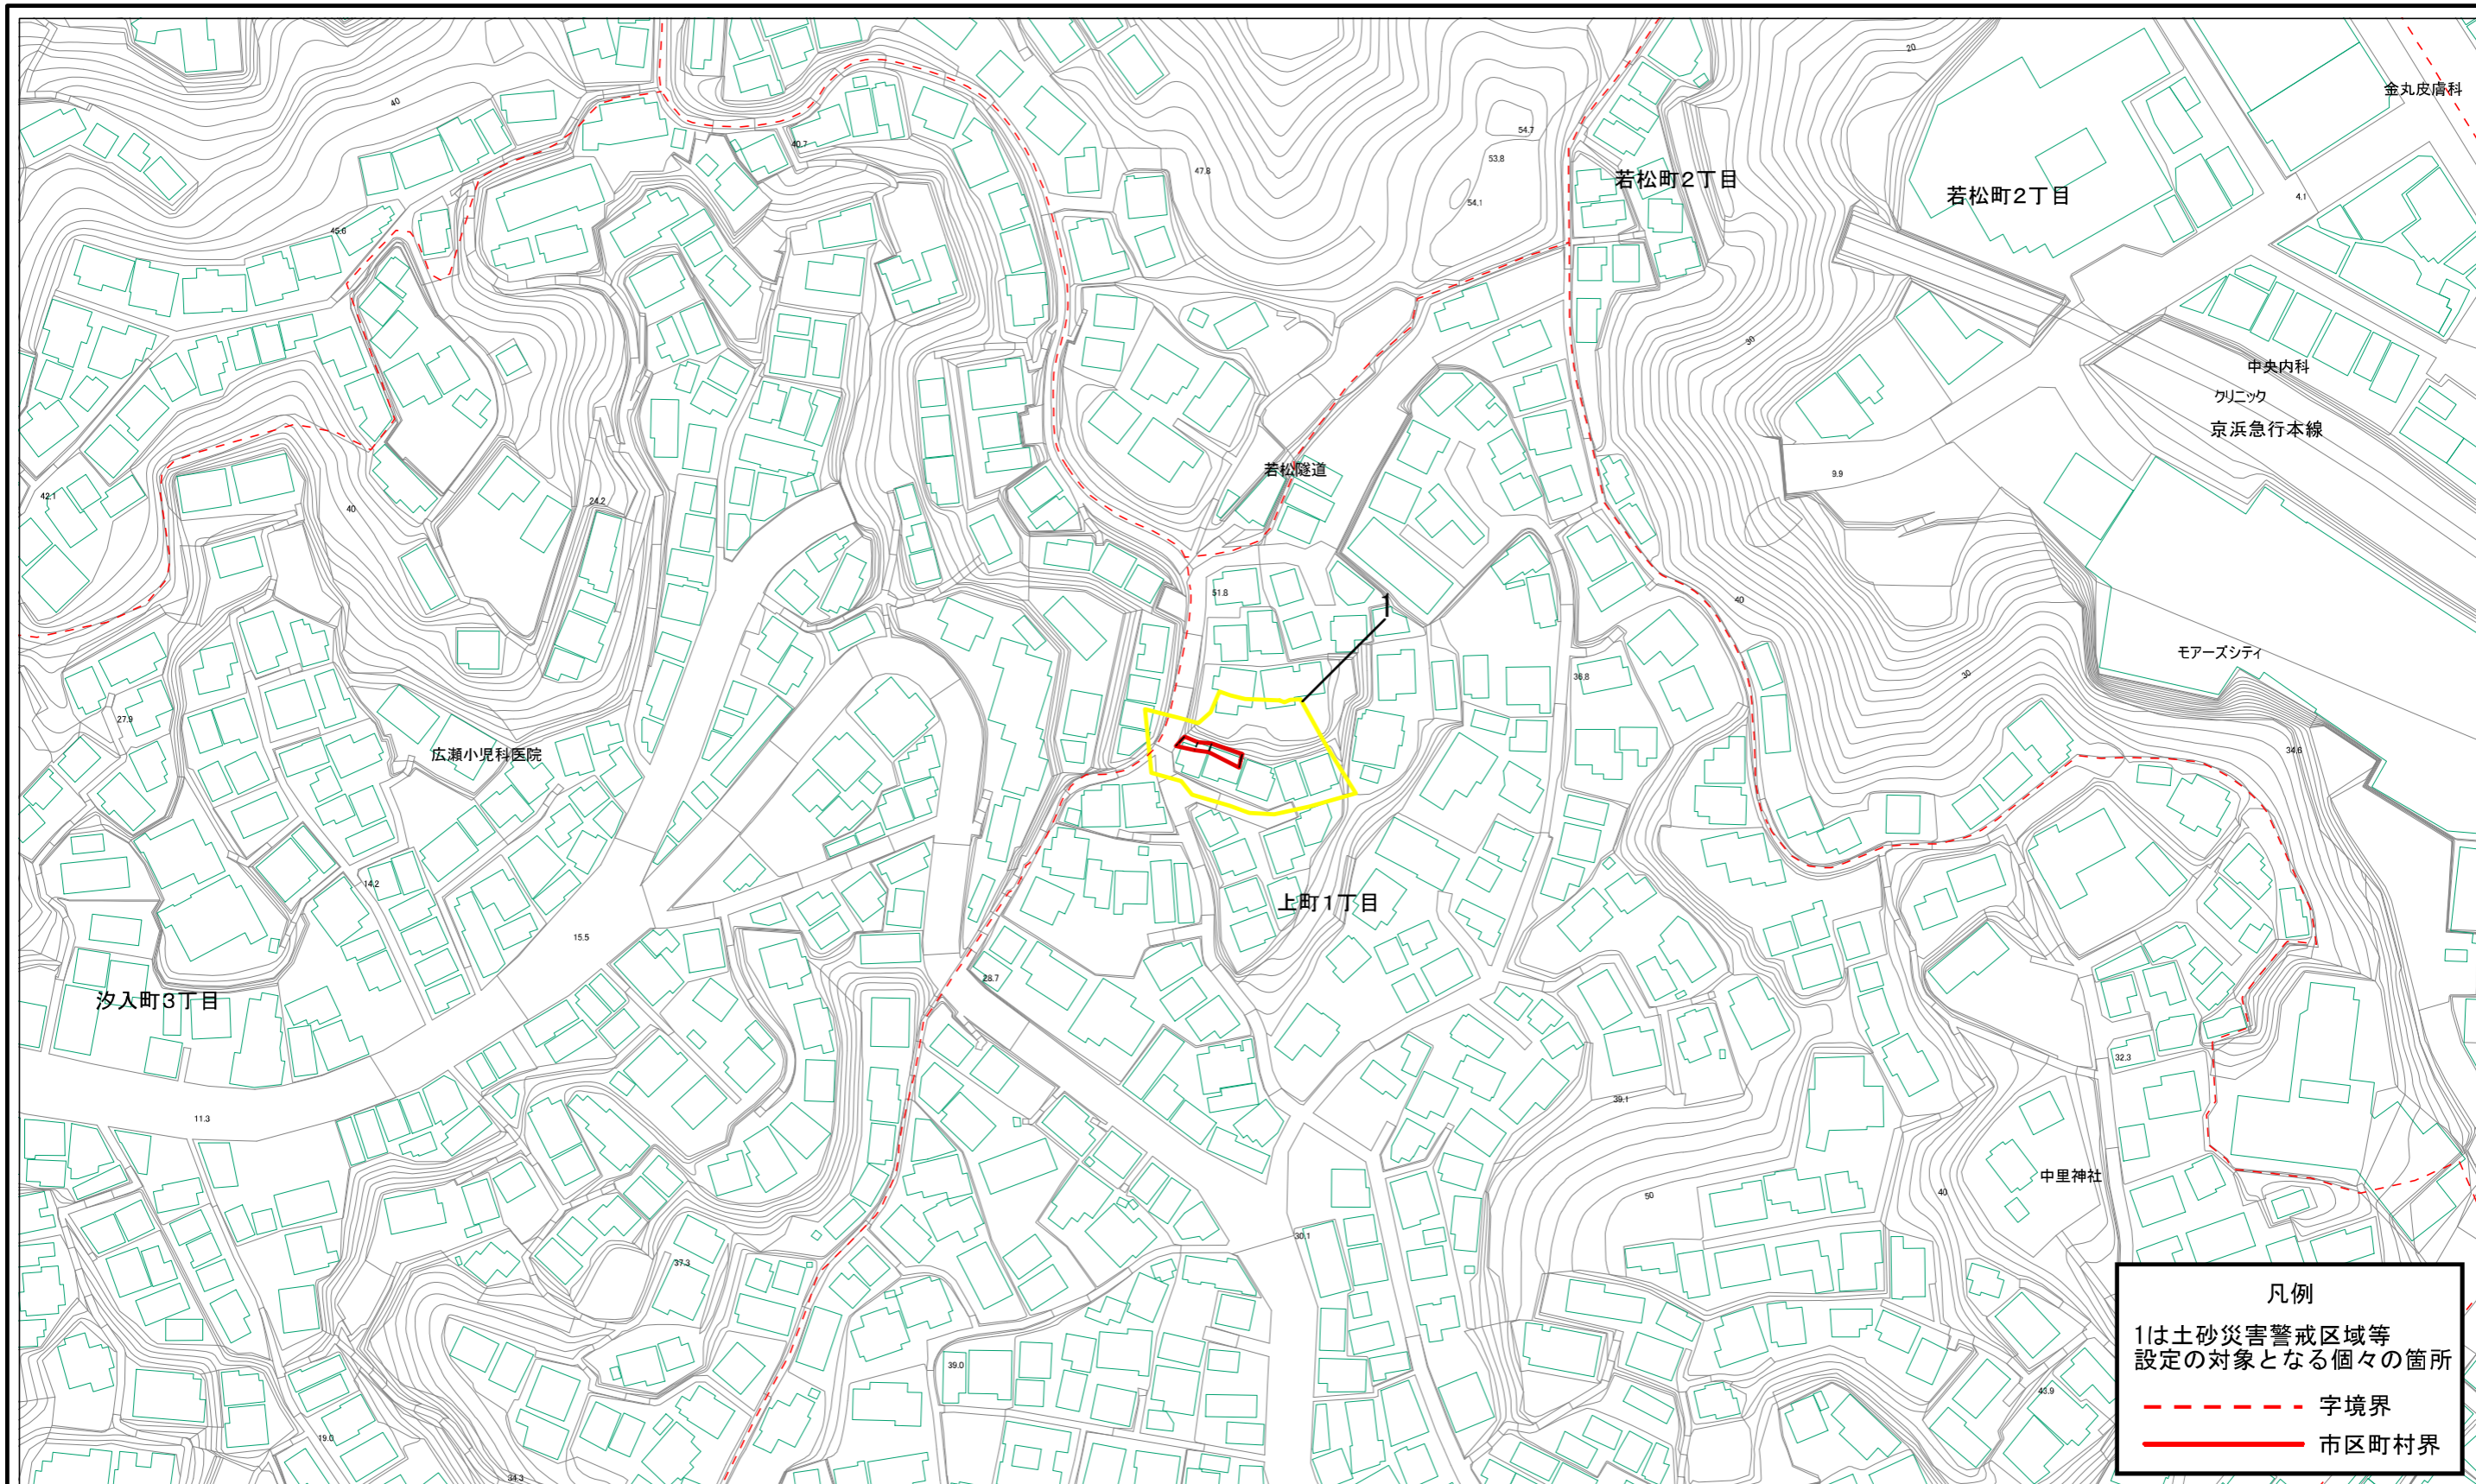 20
金丸皮膚科
40
54.7
40.7
53.8
47.8
若松町2丁目
若松町2丁目
4.1
54.1
45.6
30
中央内科
クリニック
京浜急行本線
若松隧道
9.9
42.1
24.2
40
51.8
1
40
モアーズシティ
36.8
30
27.9
34.6
広瀬小児科医院
14.2
上町1丁目
15.5
28.7
汐入町3丁目
32.3
39.1
11.3
中里神社
50
40
30.1
37.3
凡例
1は土砂災害警戒区域等
設定の対象となる個々の箇所
39.0
43.9
字境界
19.0
市区町村界
34.3